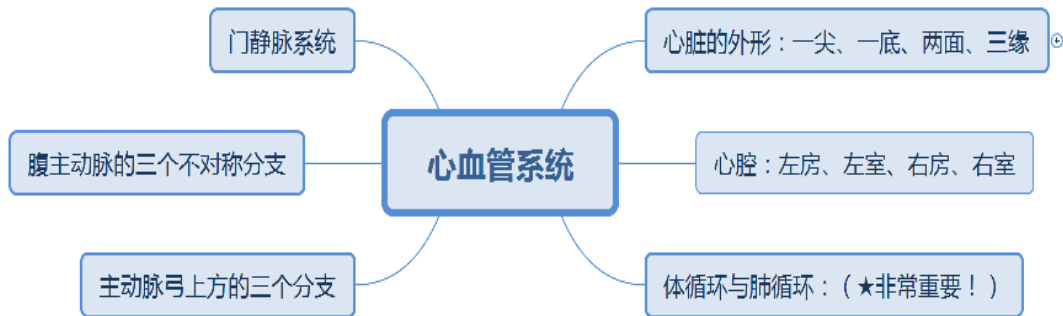 门静脉系统
心脏的外形：一尖、一底、两面、三缘
腹主动脉的三个不对称分支
心血管系统
心腔：左房、左室、右房、右室
主动脉弓上方的三个分支
体循环与肺循环：（★非常重要！）